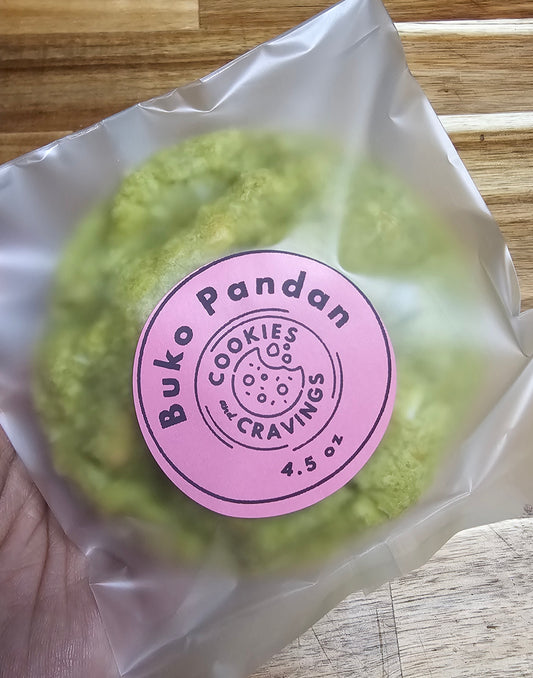 Buko Pandan
COOKIES
and
CRAVINGS
4.5 oz